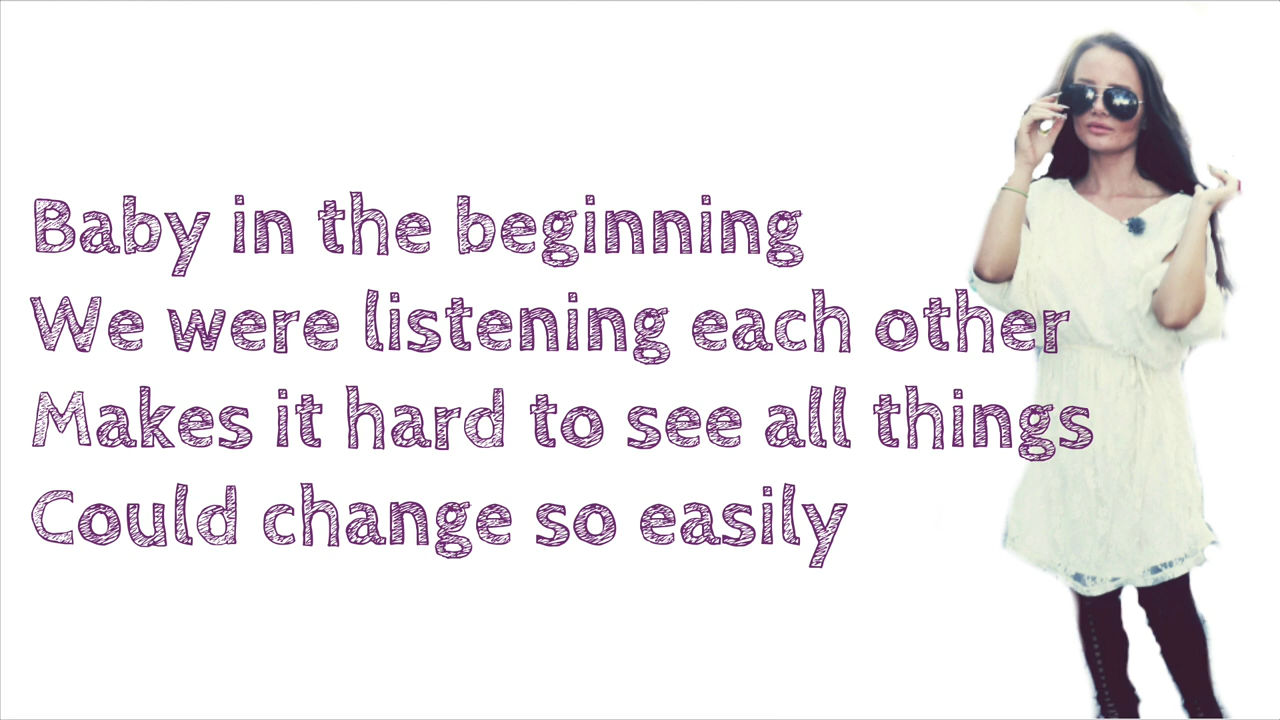 Baby in the beginning
We were listening each other
Makes it hard to see all things
Could change so easily